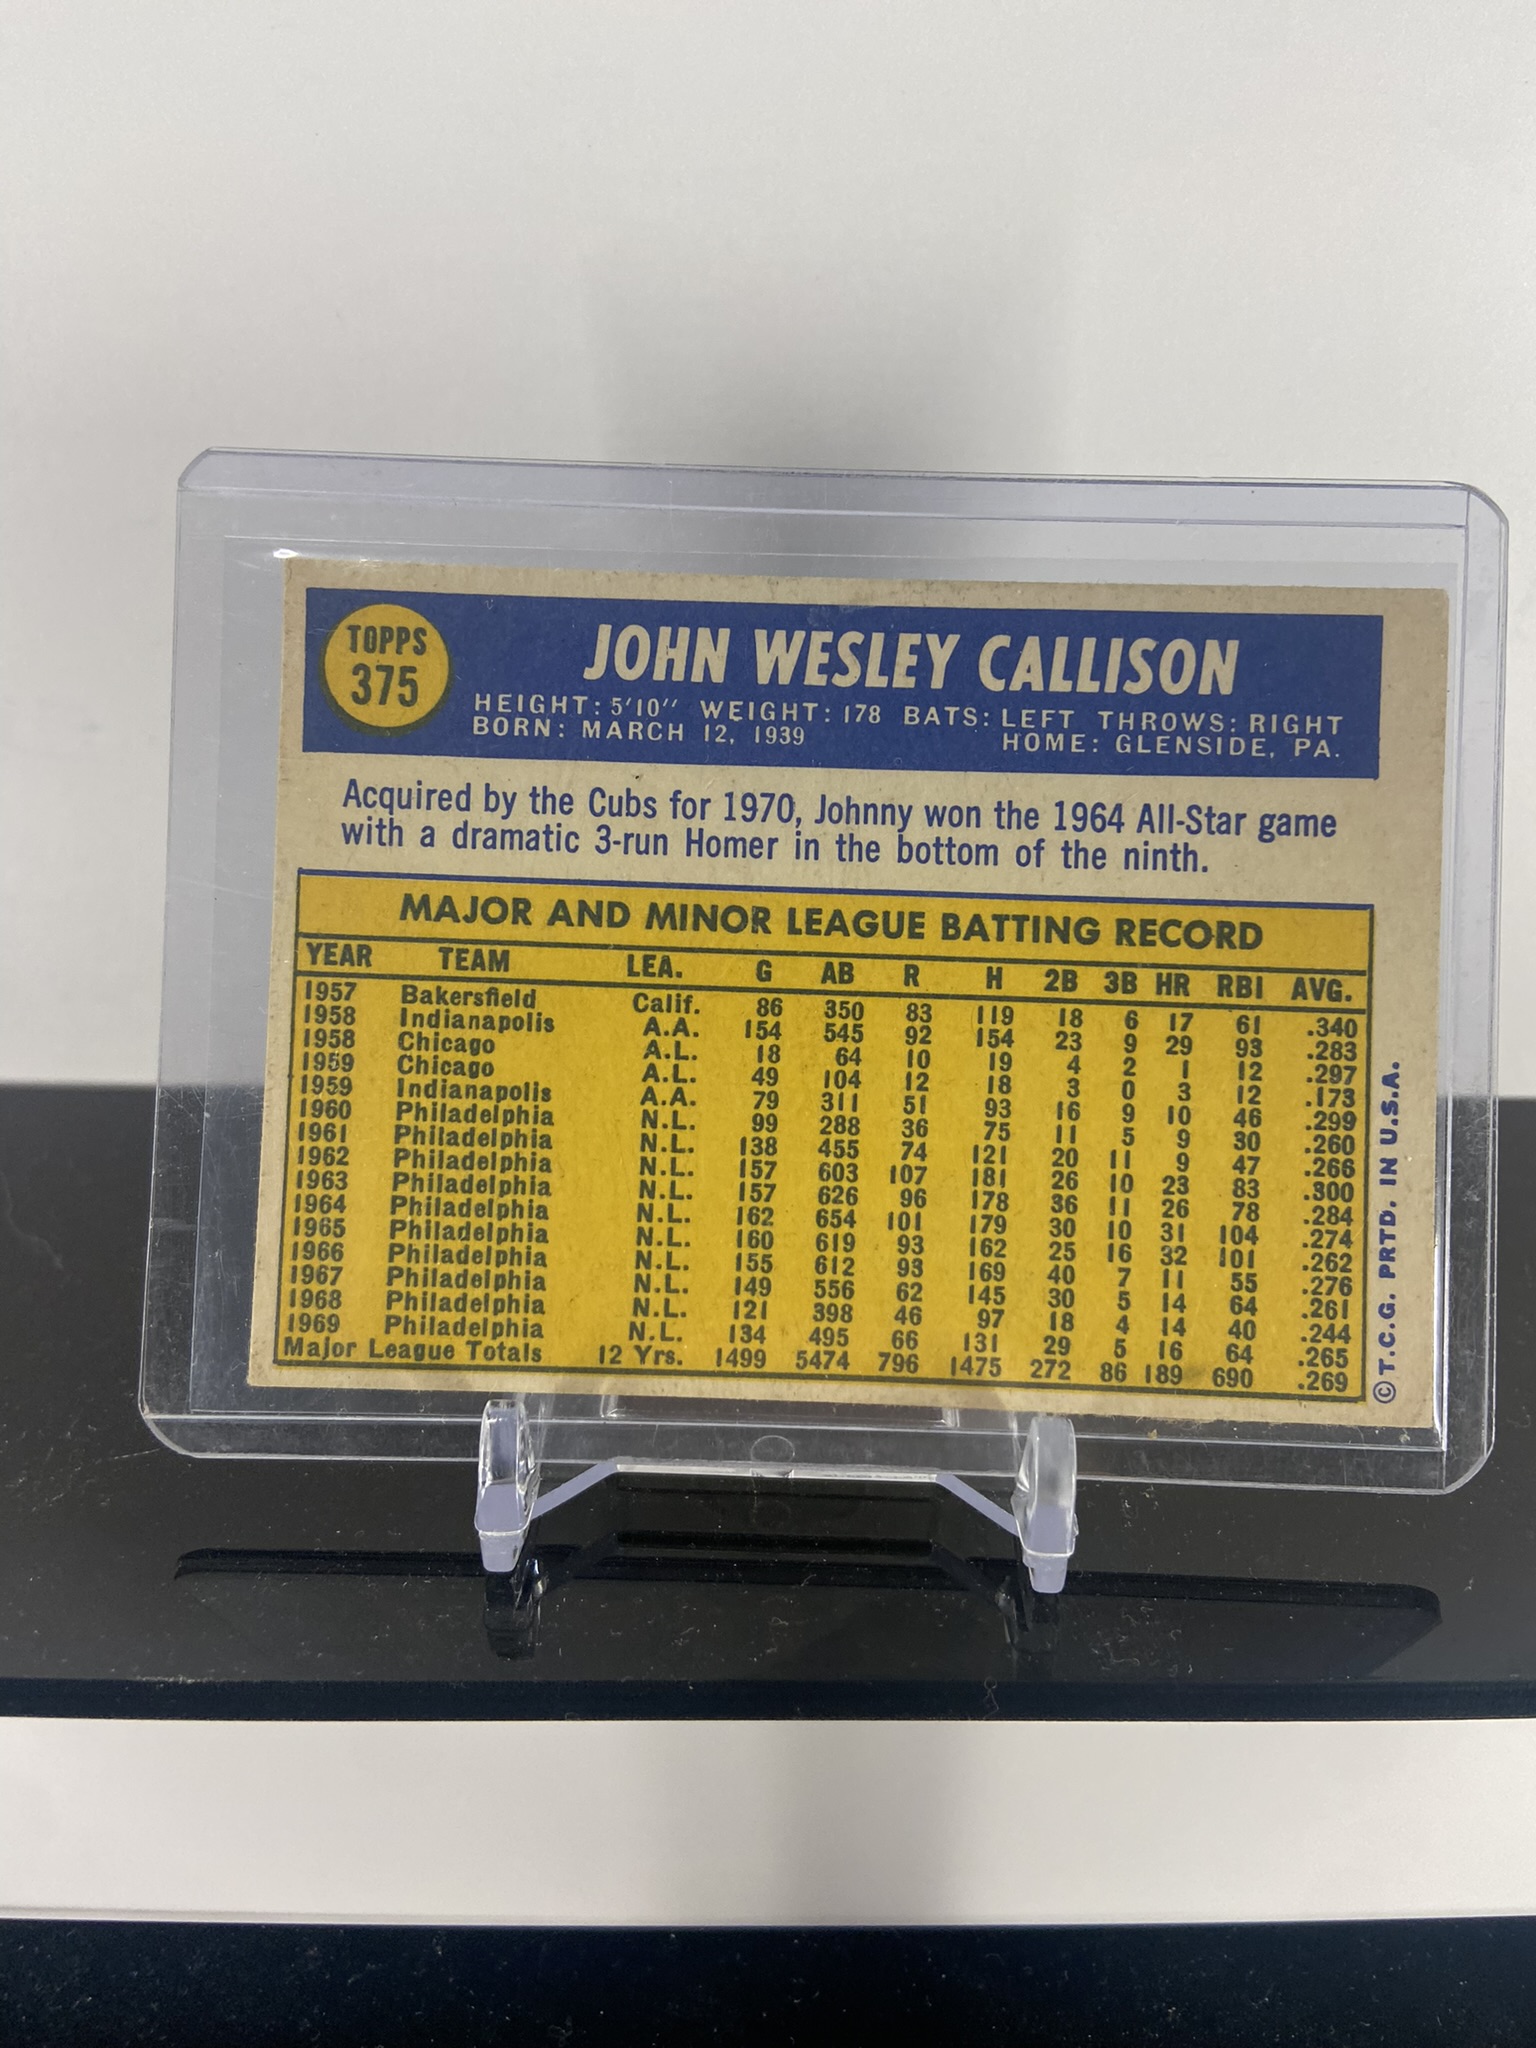 TOPPS
375
JOHN WESLEY CALLISON
HEIGHT: 5'10" WEIGHT: 178 BATS: LEFT THROWS: RIGHT
BORN: MARCH 12, 1939 HOME: GLENSIDE, PA.
Acquired by the Cubs for 1970, Johnny won the 1964 All-Star game
with a dramatic 3-run Homer in the bottom of the ninth.
MAJOR AND MINOR LEAGUE BATTING RECORD
YEAR TEAM LEA. G AB R H 2B 3B HR RBI AVG.
1957 Bakersfield Calif. 86 350 83 119 18 6 17 61 .340
1958 Indianapolis A.A. 154 545 92 154 23 9 29 93 .283
1958 Chicago A.L. 18 64 10 19 4 2 1 12 .297
1959 Chicago A.L. 49 104 12 18 3 0 3 12 .173
1959 Indianapolis A.A. 79 311 51 93 16 9 10 46 .299
1960 Philadelphia N.L. 99 288 36 75 11 5 9 30 .260
1961 Philadelphia N.L. 138 455 74 121 20 11 9 47 .266
1962 Philadelphia N.L. 157 603 107 181 26 10 23 83 .300
1963 Philadelphia N.L. 157 626 96 178 36 11 26 78 .284
1964 Philadelphia N.L. 162 654 101 179 30 10 31 104 .274
1965 Philadelphia N.L. 160 619 93 162 25 16 32 101 .262
1966 Philadelphia N.L. 155 612 93 169 40 7 11 55 .276
1967 Philadelphia N.L. 149 556 62 145 30 5 14 64 .261
1968 Philadelphia N.L. 121 398 46 97 18 4 14 40 .244
1969 Philadelphia N.L. 134 495 66 131 29 5 16 64 .265
Major League Totals 12 Yrs. 1499 5474 796 1475 272 86 189 690 .269
© T.C.G. PRTD. IN U.S.A.